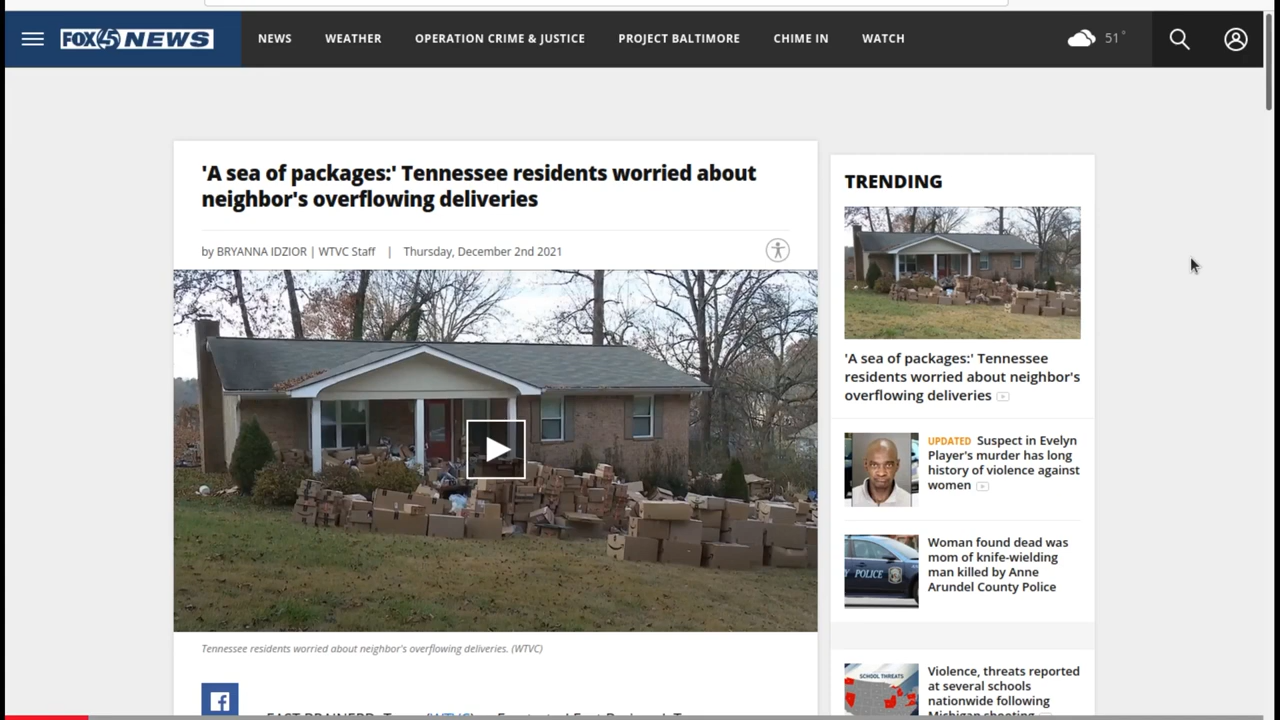 FOX 45 NEWS
NEWS
WEATHER
OPERATION CRIME & JUSTICE
PROJECT BALTIMORE
CHIME IN
WATCH
51°
'A sea of packages:' Tennessee residents worried about
neighbor's overflowing deliveries
by BRYANNA IDZIOR | WTVC Staff | Thursday, December 2nd 2021
Tennessee residents worried about neighbor's overflowing deliveries. (WTVC)
TRENDING
'A sea of packages:' Tennessee
residents worried about neighbor's
overflowing deliveries
UPDATED Suspect in Evelyn
Player's murder has long
history of violence against
women
POLICE
Woman found dead was
mom of knife-wielding
man killed by Anne
Arundel County Police
SCHOOL THREATS
Violence, threats reported
at several schools
nationwide following
Michigan shooting